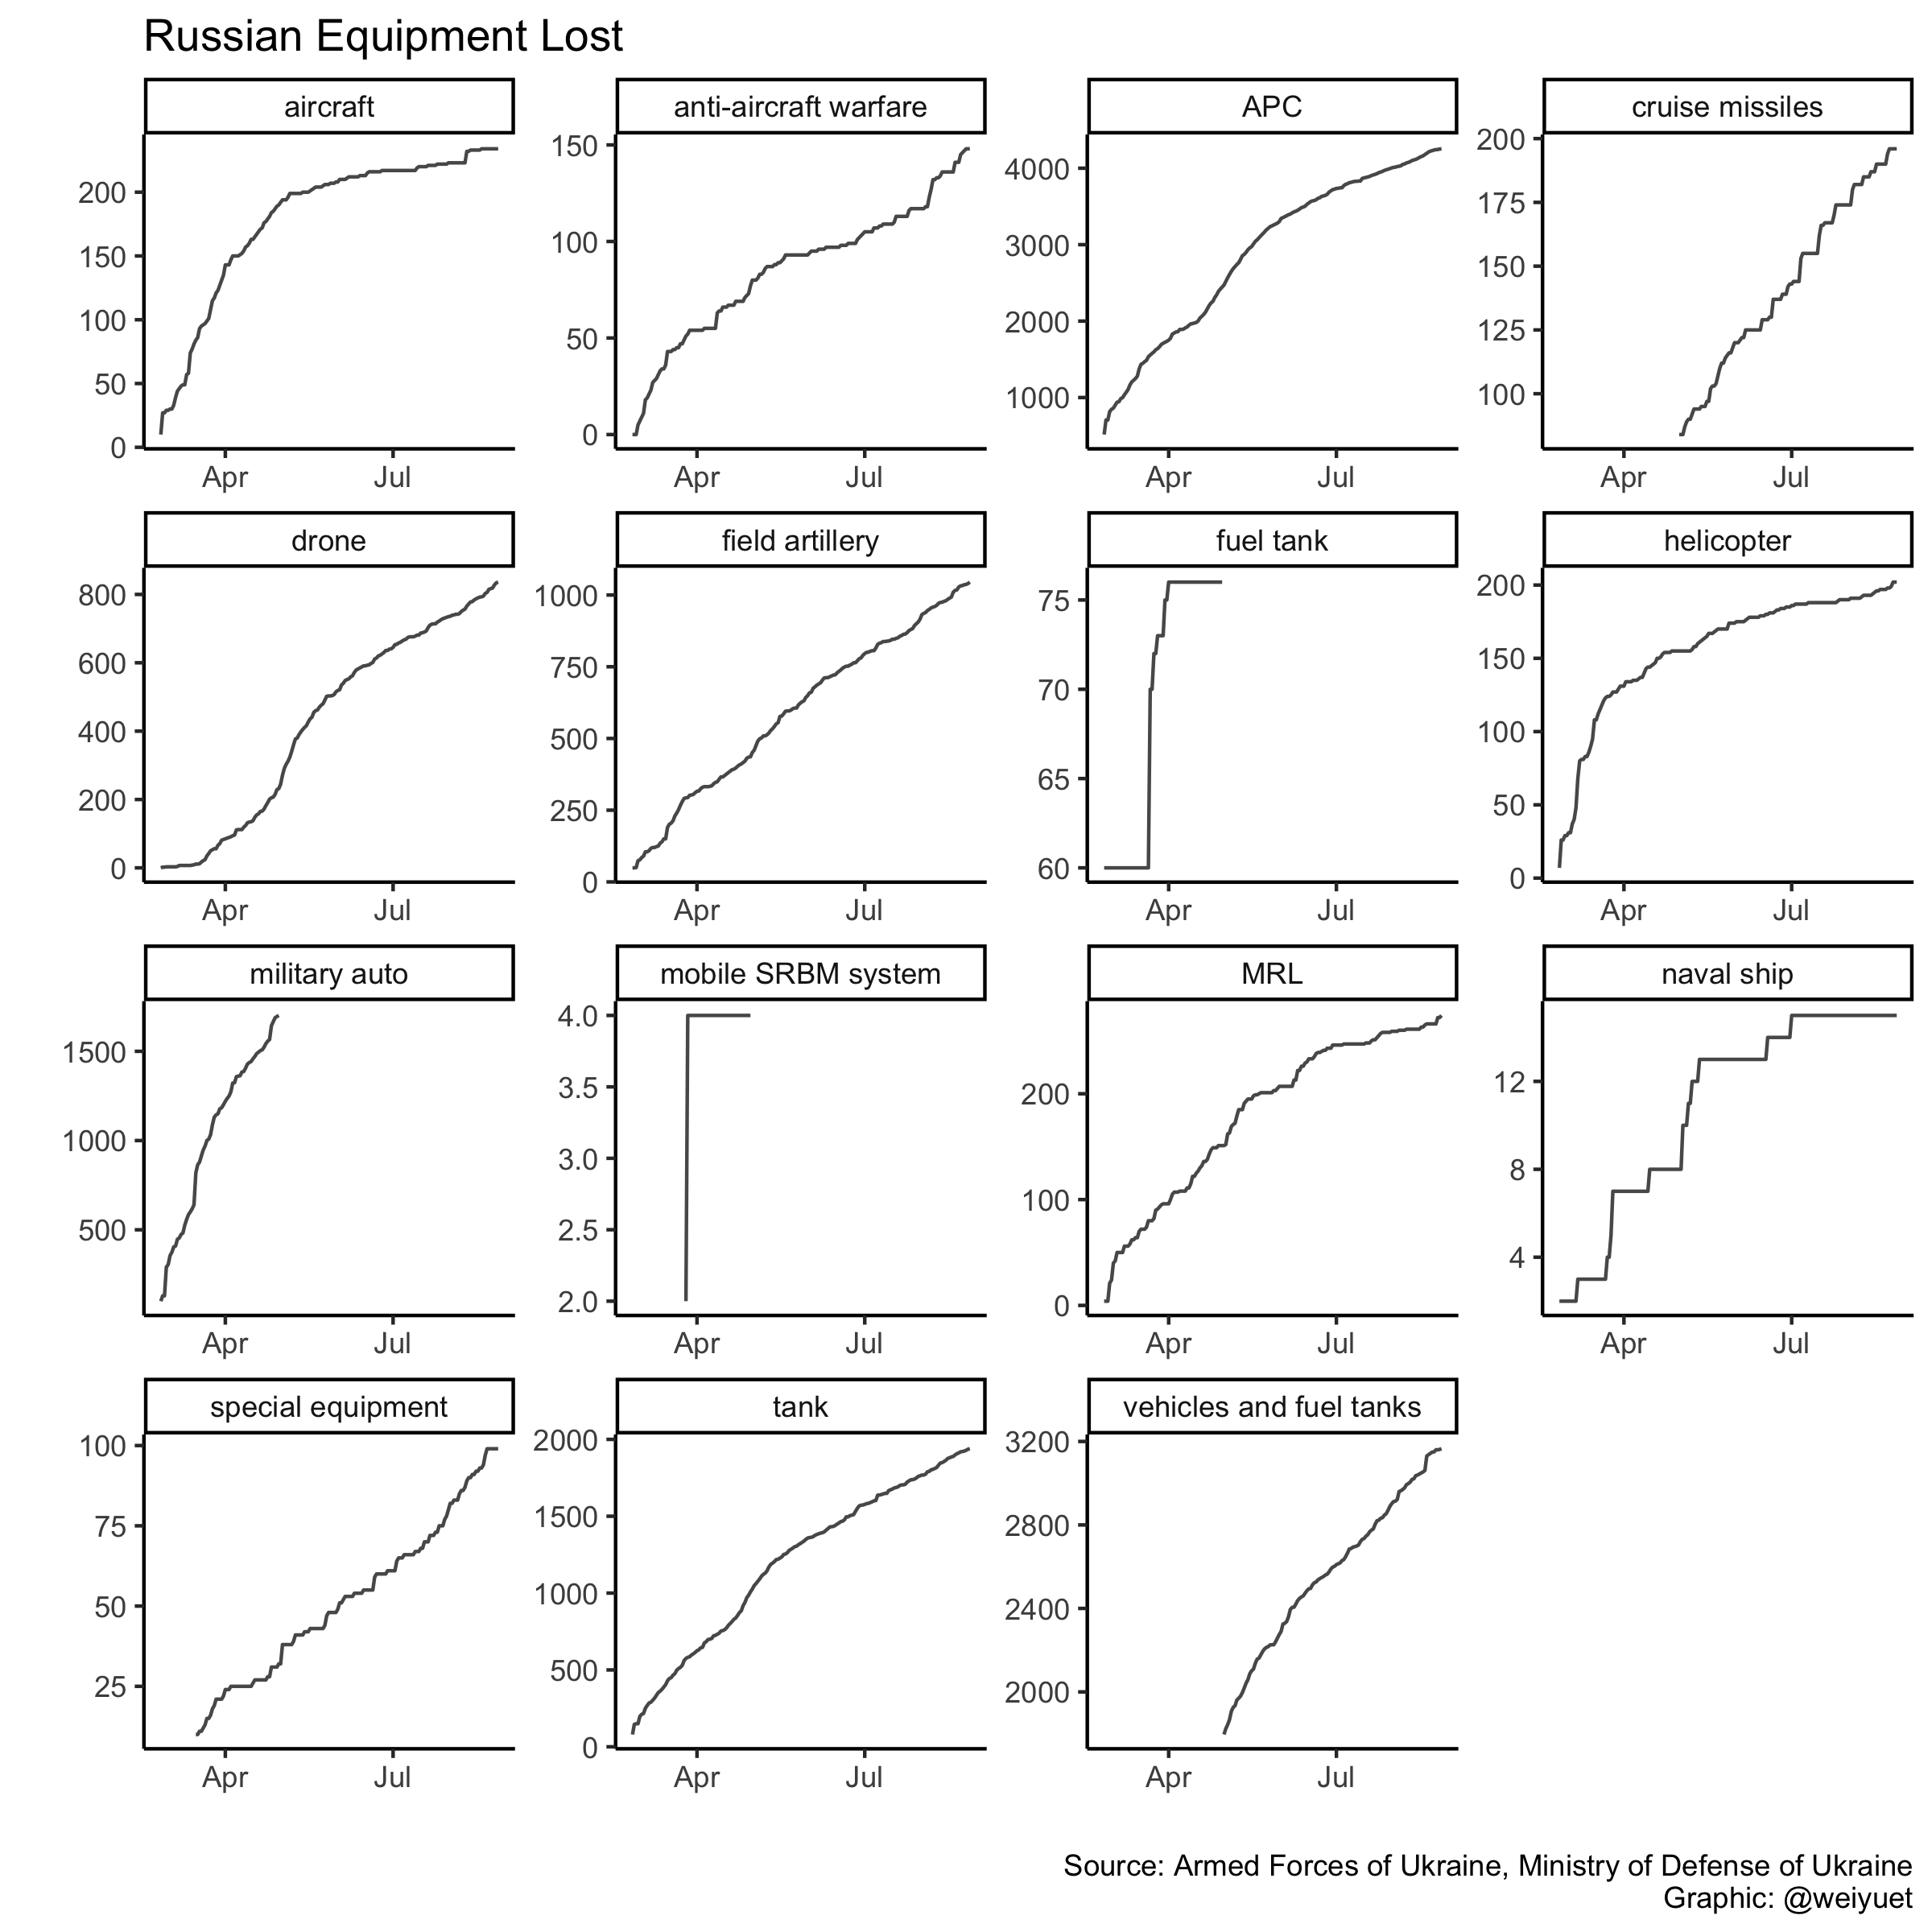 Russian Equipment Lost
aircraft
anti-aircraft warfare
APC
cruise missiles
200
150
100
50
0
Apr Jul
150
100
50
0
Apr Jul
4000
3000
2000
1000
Apr Jul
200
175
150
125
100
Apr Jul
drone
field artillery
fuel tank
helicopter
800
600
400
200
0
Apr Jul
1000
750
500
250
0
Apr Jul
75
70
65
60
Apr Jul
200
150
100
50
0
Apr Jul
military auto
mobile SRBM system
MRL
naval ship
1500
1000
500
Apr Jul
4.0
3.5
3.0
2.5
2.0
Apr Jul
200
100
0
Apr Jul
12
8
4
Apr Jul
special equipment
tank
vehicles and fuel tanks
100
75
50
25
Apr Jul
2000
1500
1000
500
0
Apr Jul
3200
2800
2400
2000
Apr Jul
Source: Armed Forces of Ukraine, Ministry of Defense of Ukraine
Graphic: @weiyuet